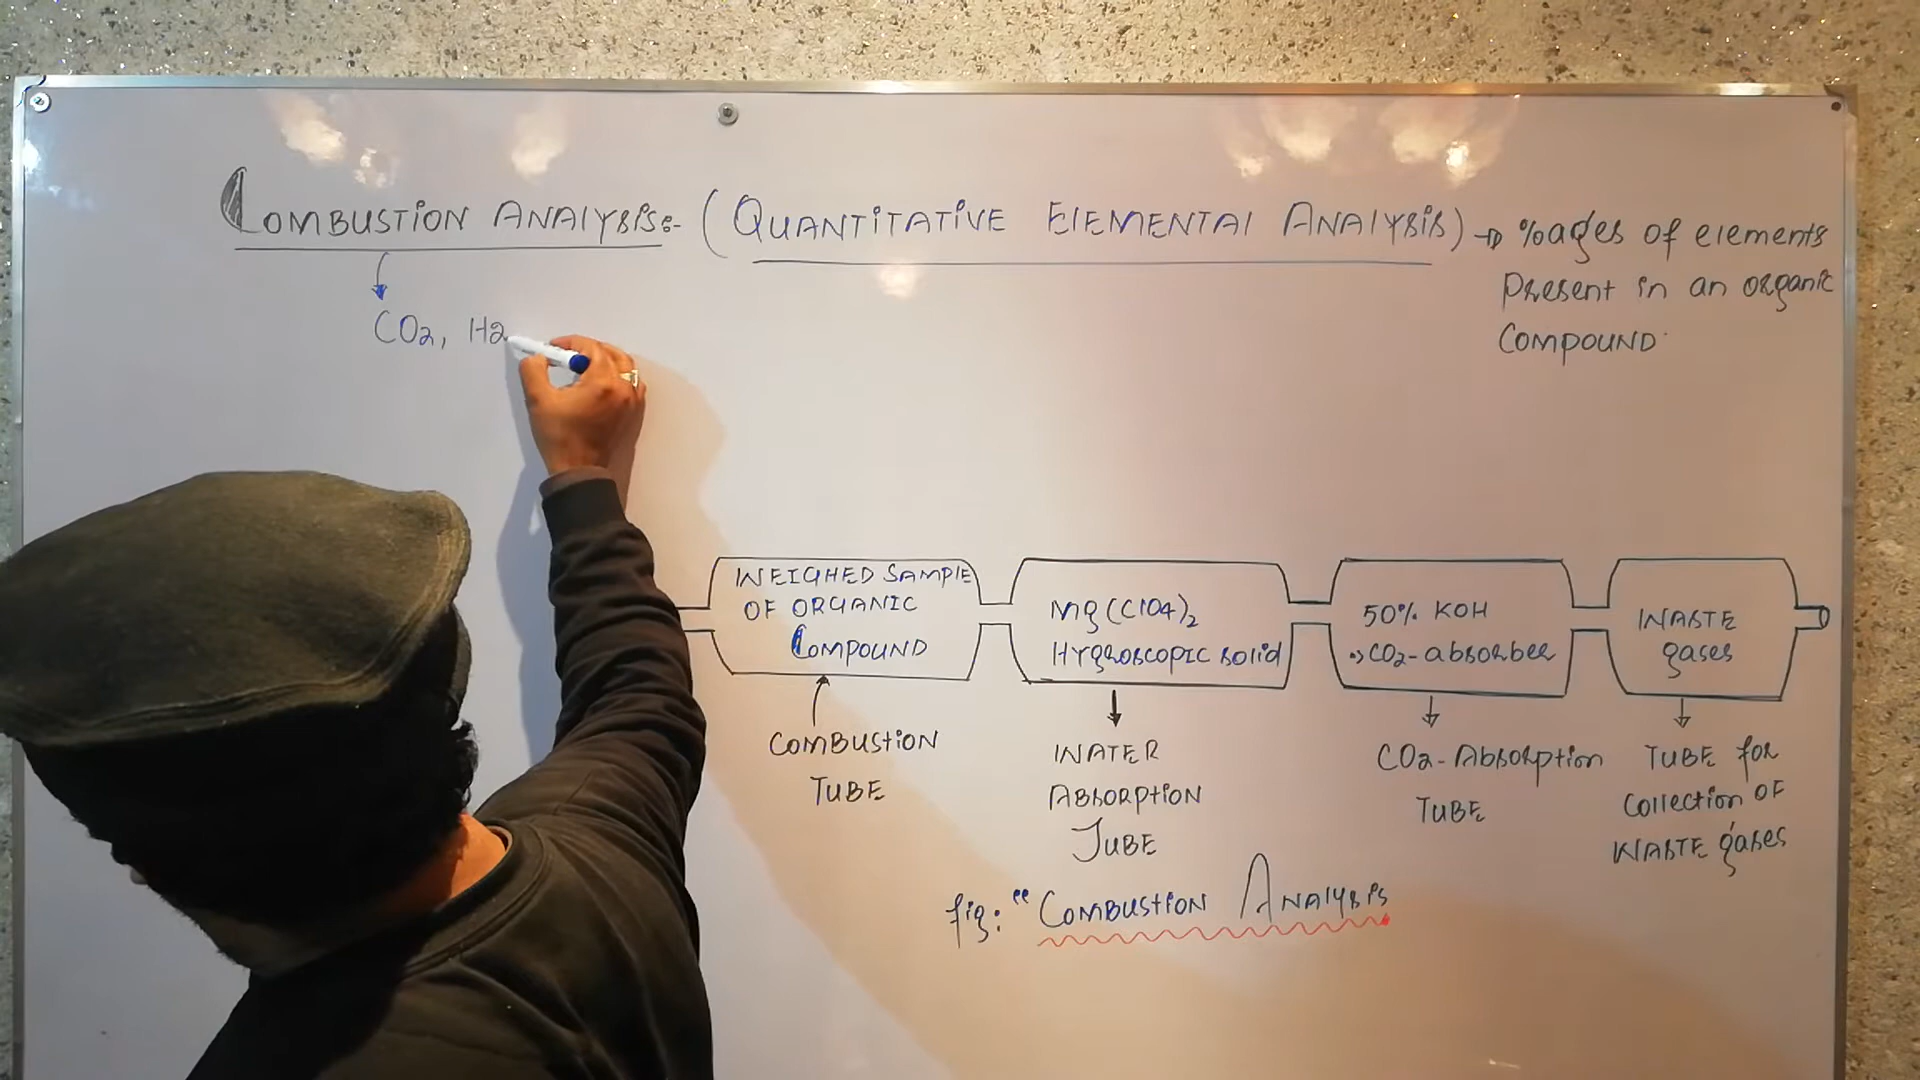 COMBUSTION ANALYSIS:- (QUANTITATIVE ELEMENTAL ANALYSIS) → %ages of elements
Present in an organic
COMPOUND.
CO2, H2
WEIGHED SAMPLE
OF ORGANIC
COMPOUND
Mg(ClO4)2
Hygroscopic solid
50% KOH
CO2-absorber
WASTE
gases
COMBUSTION
TUBE
WATER
ABSORPTION
TUBE
CO2-Absorption
TUBE
TUBE for
Collection OF
WASTE gases
fig: "COMBUSTION ANALYSIS